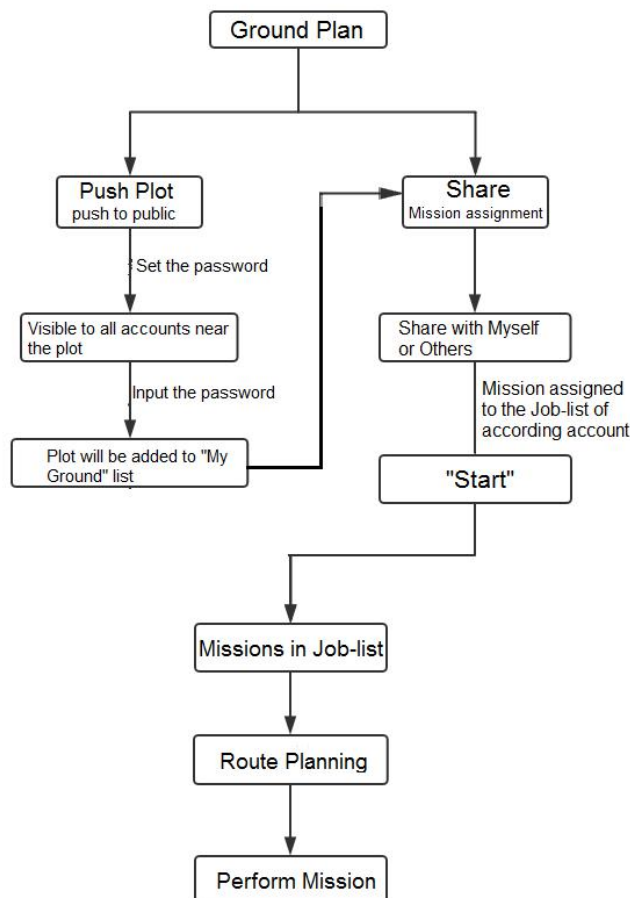 Ground Plan
Push Plot
push to public
Share
Mission assignment
Set the password
Visible to all accounts near
the plot
Share with Myself
or Others
Input the password
Mission assigned
to the Job-list of
according account
Plot will be added to "My
Ground" list
"Start"
Missions in Job-list
Route Planning
Perform Mission